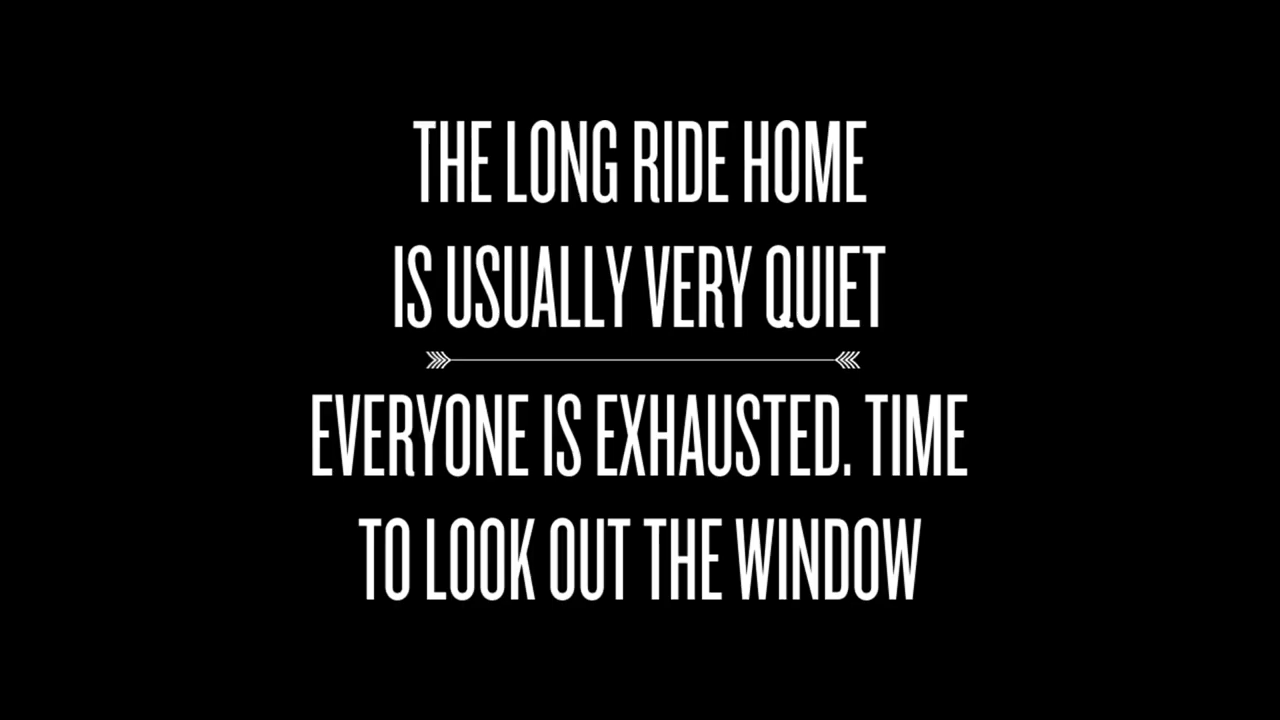 THE LONG RIDE HOME
IS USUALLY VERY QUIET
EVERYONE IS EXHAUSTED. TIME
TO LOOK OUT THE WINDOW